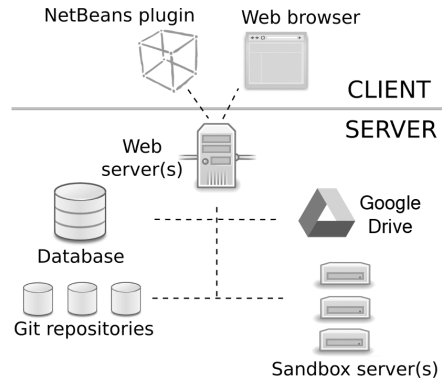 NetBeans plugin
Web browser
CLIENT
SERVER
Web
server(s)
Database
Google
Drive
Git repositories
Sandbox server(s)